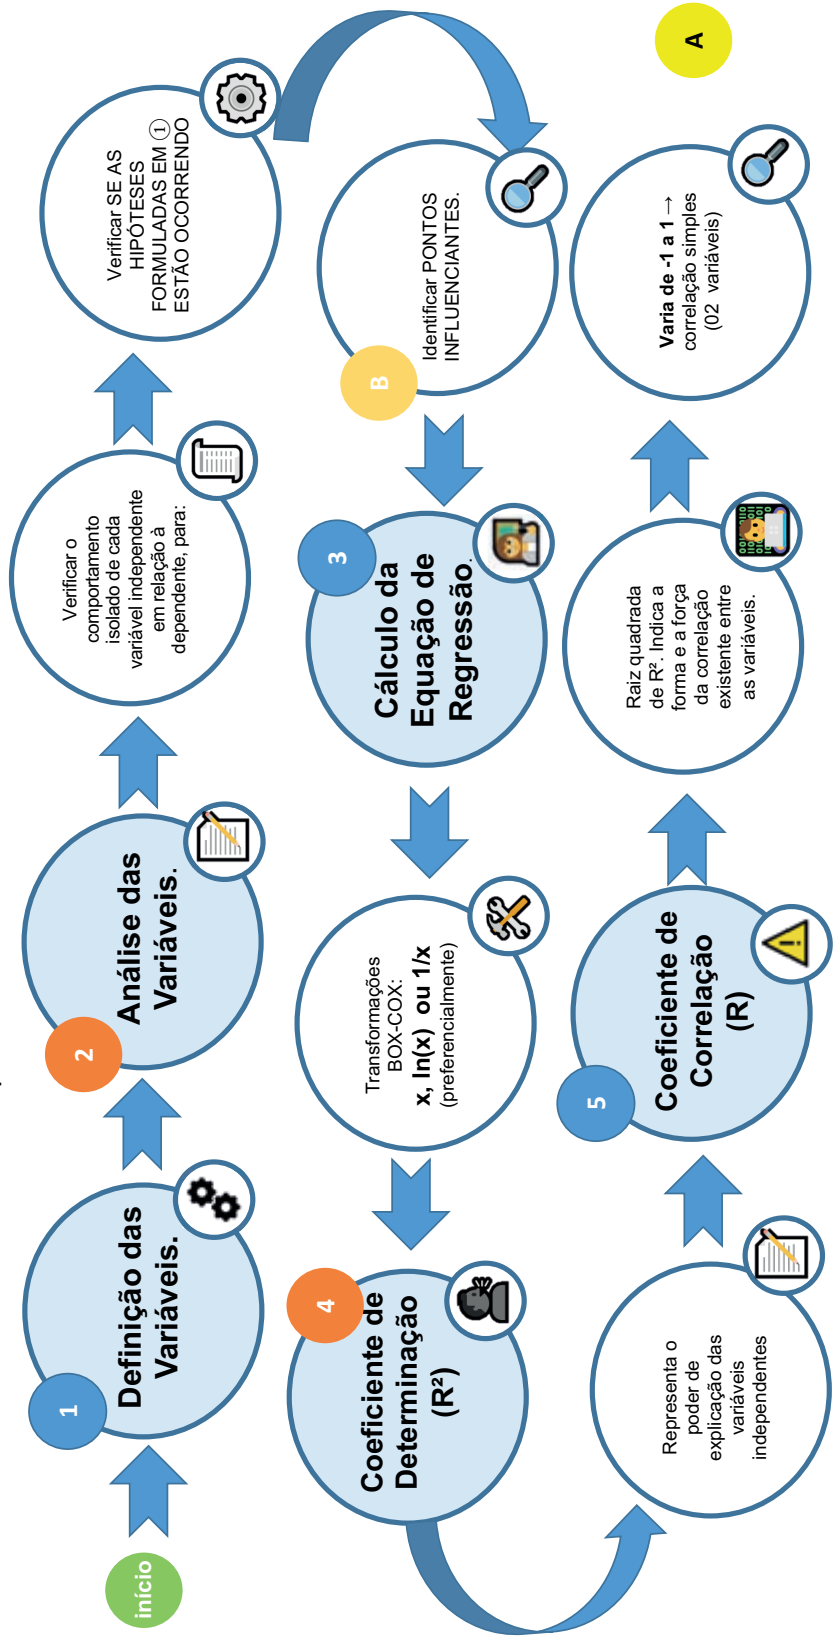 início
1
Definição das
Variáveis.
2
Análise das
Variáveis.
Verificar o
comportamento
isolado de cada
variável independente
em relação à
dependente, para:
Verificar SE AS
HIPÓTESES
FORMULADAS EM ①
ESTÃO OCORRENDO
B
Identificar PONTOS
INFLUENCIANTES.
3
Cálculo da
Equação de
Regressão.
Transformações
BOX-COX:
x, ln(x) ou 1/x
(preferencialmente)
4
Coeficiente de
Determinação
(R²)
Representa o
poder de
explicação das
variáveis
independentes
5
Coeficiente de
Correlação
(R)
Raiz quadrada
de R². Indica a
forma e a força
da correlação
existente entre
as variáveis.
Varia de -1 a 1 →
correlação simples
(02 variáveis)
A